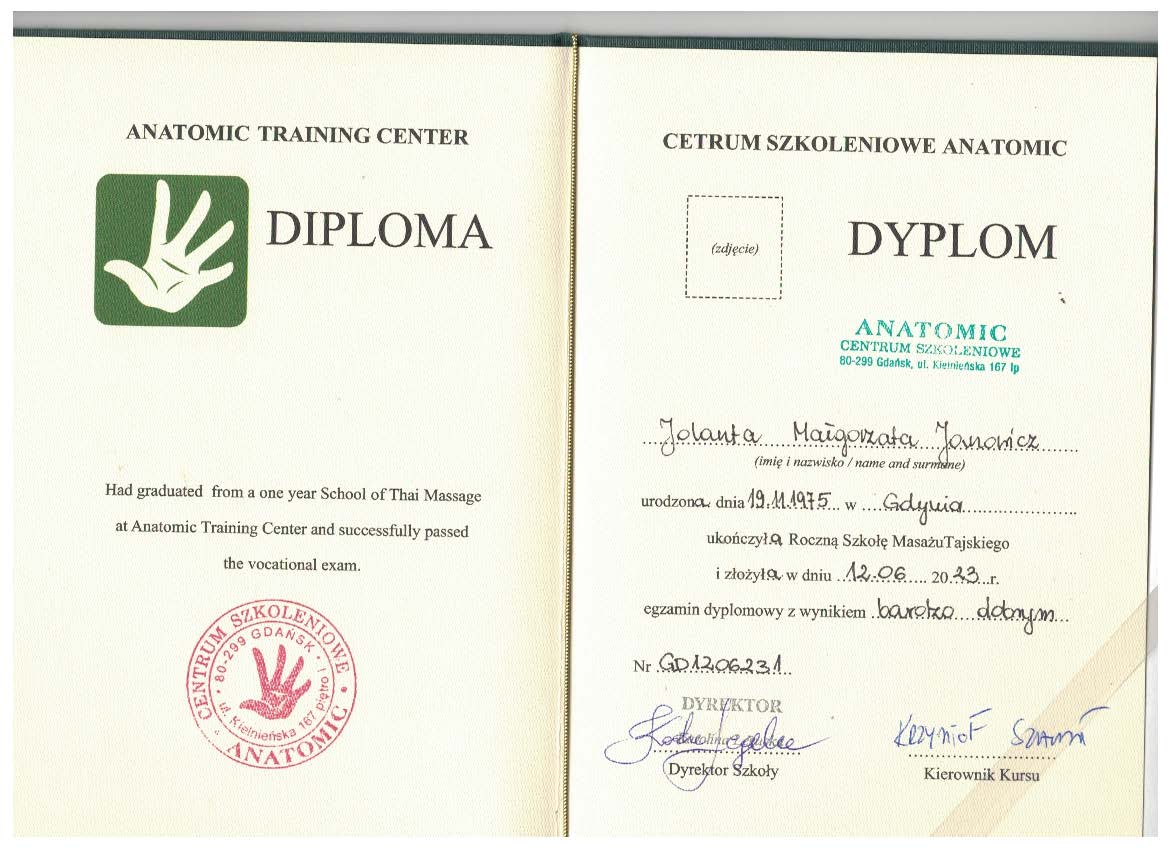 ANATOMIC TRAINING CENTER
DIPLOMA
Had graduated from a one year School of Thai Massage
at Anatomic Training Center and successfully passed
the vocational exam.
CENTRUM SZKOLENIOWE
80-299 GDAŃSK
ul. Kielnieńska 167 piętro I
ANATOMIC
CETRUM SZKOLENIOWE ANATOMIC
(zdjęcie)
DYPLOM
ANATOMIC
CENTRUM SZKOLENIOWE
80-299 Gdańsk, ul. Kielnieńska 167 Ip
Jolanta Małgorzata Janowicz
(imię i nazwisko / name and surmane)
urodzona dnia 19.11.1975 w Gdynia
ukończyła Roczną Szkołę MasażuTajskiego
i złożyła w dniu 12.06 2023 r.
egzamin dyplomowy z wynikiem bardzo dobrym
Nr GD1206231
DYREKTOR
Dyrektor Szkoły
Kierownik Kursu